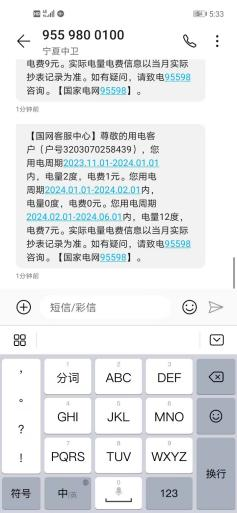 5:33
955 980 0100
宁夏中卫
电费9元。实际电量电费信息以当月实际
抄表记录为准。如有疑问，请致电95598
咨询。【国家电网95598】。
1分钟前
【国网客服中心】尊敬的用电客
户（户号3203070258439），您
用电周期2023.11.01-2024.01.01
内，电量2度，电费1元。您用电
周期2024.01.01-2024.02.01内，
电量0度，电费0元。您用电周期
2024.02.01-2024.06.01内，电量12度，
电费7元。实际电量电费信息以当月实
际抄表记录为准。如有疑问，请致电95598
咨询。【国家电网95598】。
1分钟前
短信/彩信
，
。
？
！
1
分词
2
ABC
3
DEF
4
GHI
5
JKL
6
MNO
7
PQRS
8
TUV
9
WXYZ
换行
符号
中/英
0
123